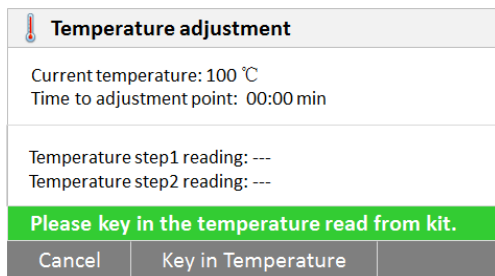 Temperature adjustment
Current temperature: 100 ℃
Time to adjustment point: 00:00 min
Temperature step1 reading: ---
Temperature step2 reading: ---
Please key in the temperature read from kit.
Cancel Key in Temperature